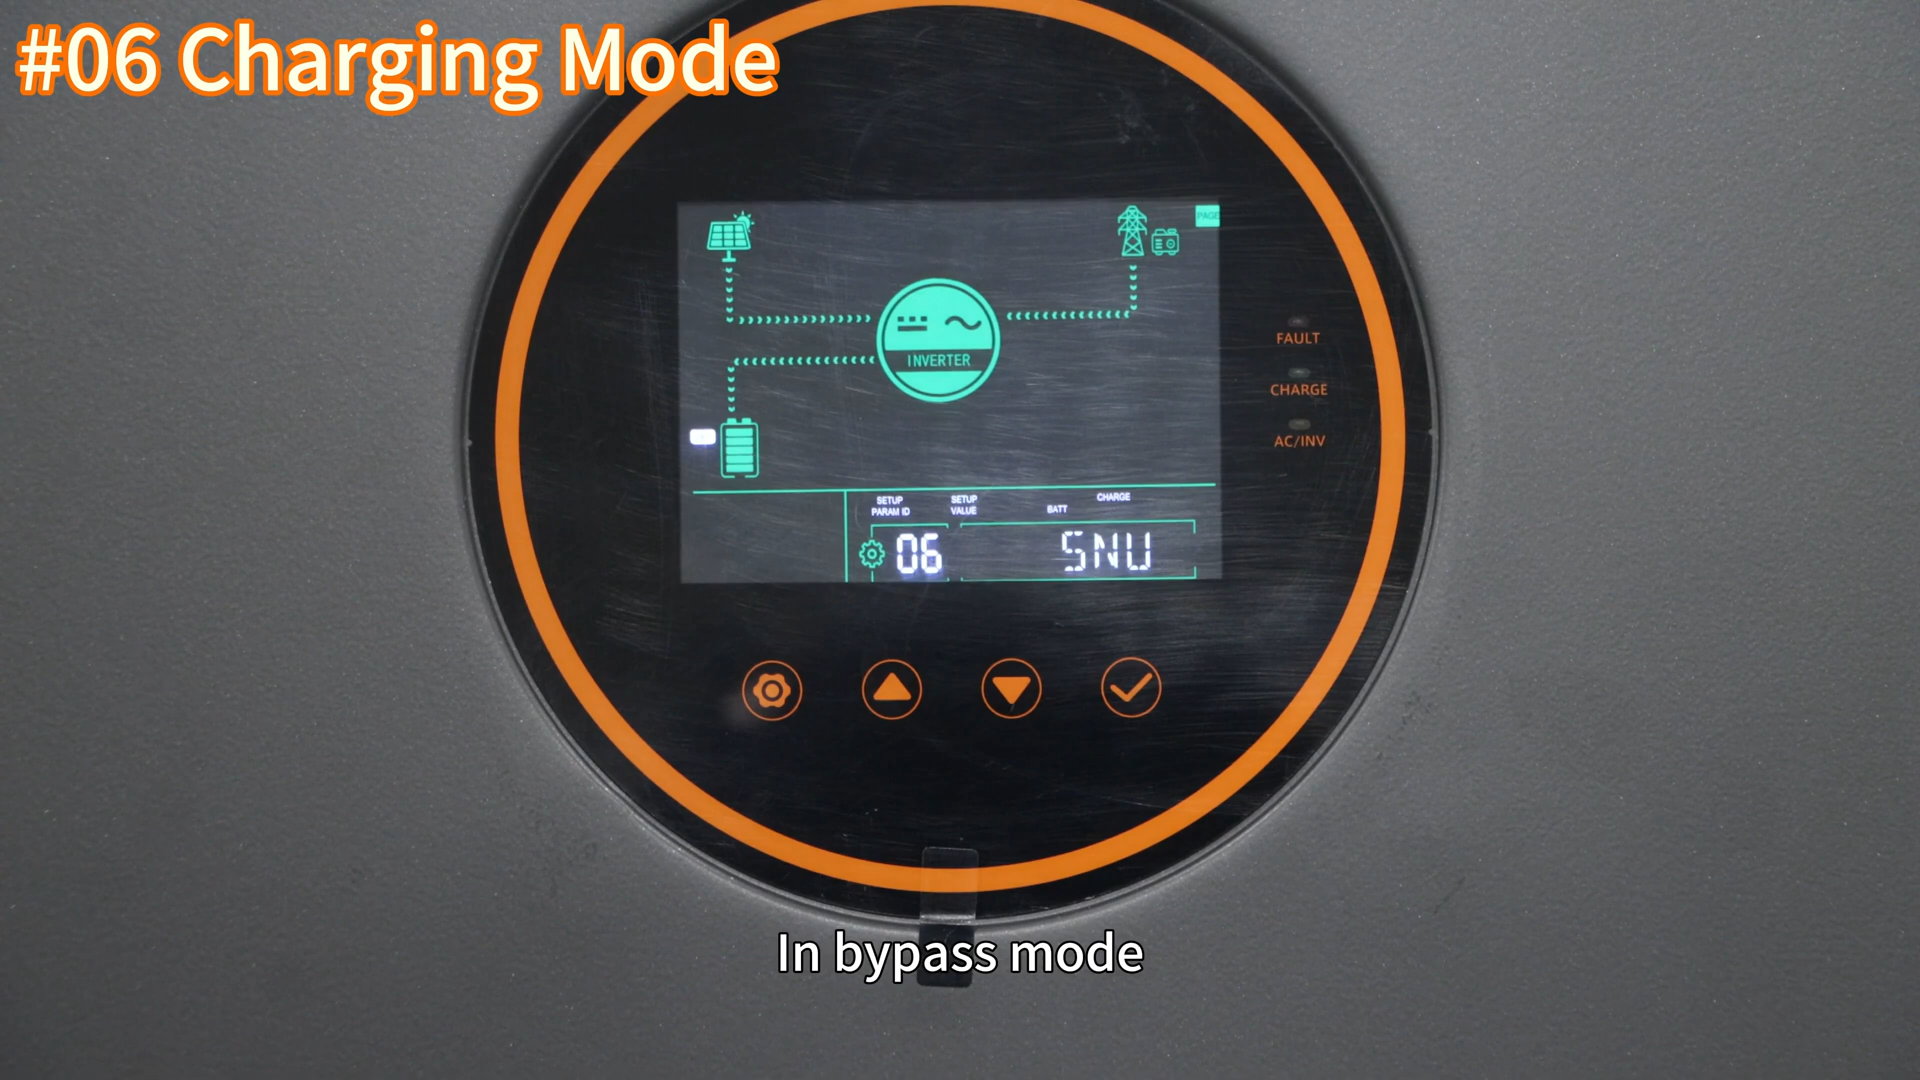 #06 Charging Mode
PAGE
INVERTER
FAULT
CHARGE
AC/INV
SETUP PARAM ID
SETUP VALUE
BATT
CHARGE
06
SNU
In bypass mode